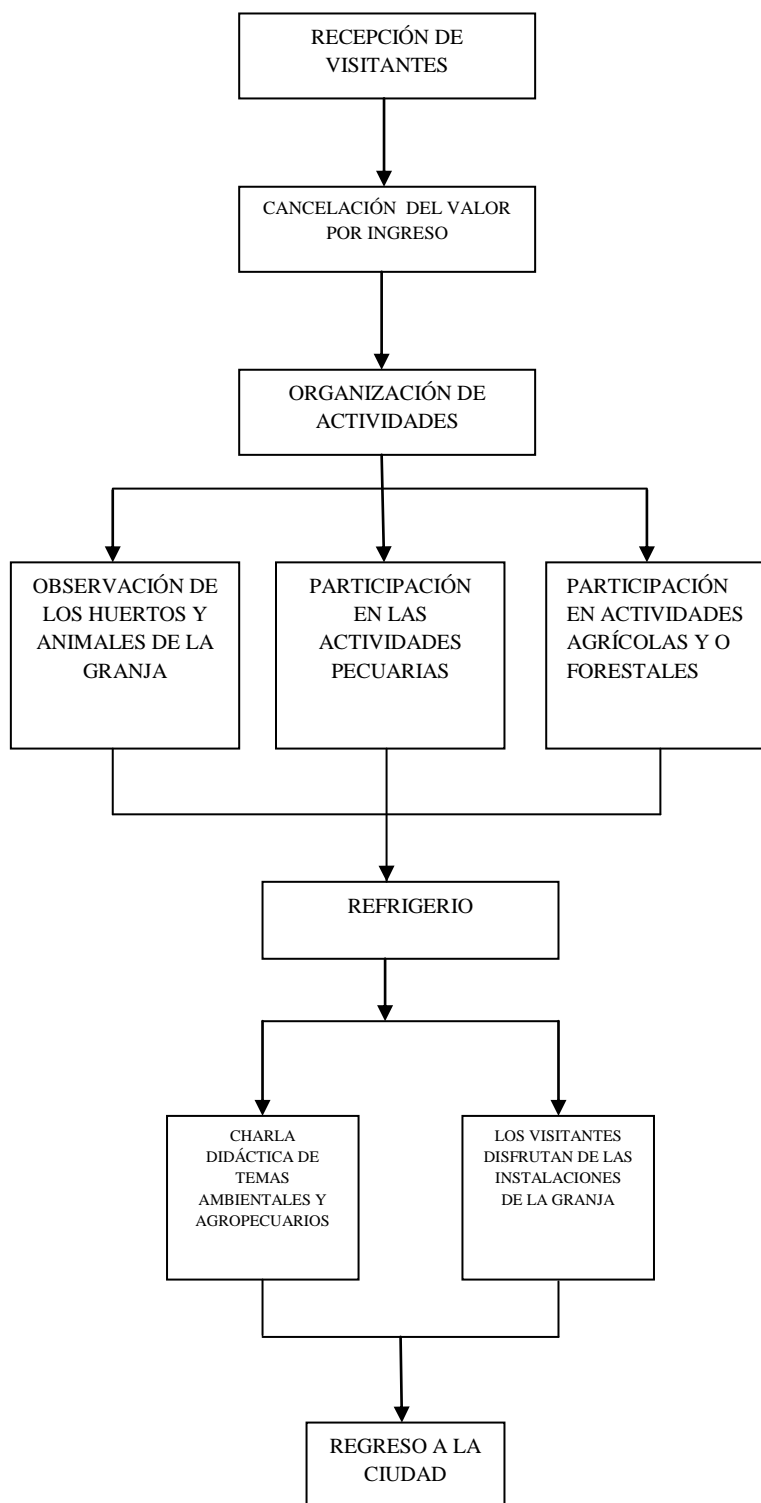 RECEPCIÓN DE
VISITANTES
CANCELACIÓN DEL VALOR
POR INGRESO
ORGANIZACIÓN DE
ACTIVIDADES
OBSERVACIÓN DE
LOS HUERTOS Y
ANIMALES DE LA
GRANJA
PARTICIPACIÓN
EN LAS
ACTIVIDADES
PECUARIAS
PARTICIPACIÓN
EN ACTIVIDADES
AGRÍCOLAS Y O
FORESTALES
REFRIGERIO
CHARLA
DIDÁCTICA DE
TEMAS
AMBIENTALES Y
AGROPECUARIOS
LOS VISITANTES
DISFRUTAN DE LAS
INSTALACIONES
DE LA GRANJA
REGRESO A LA
CIUDAD